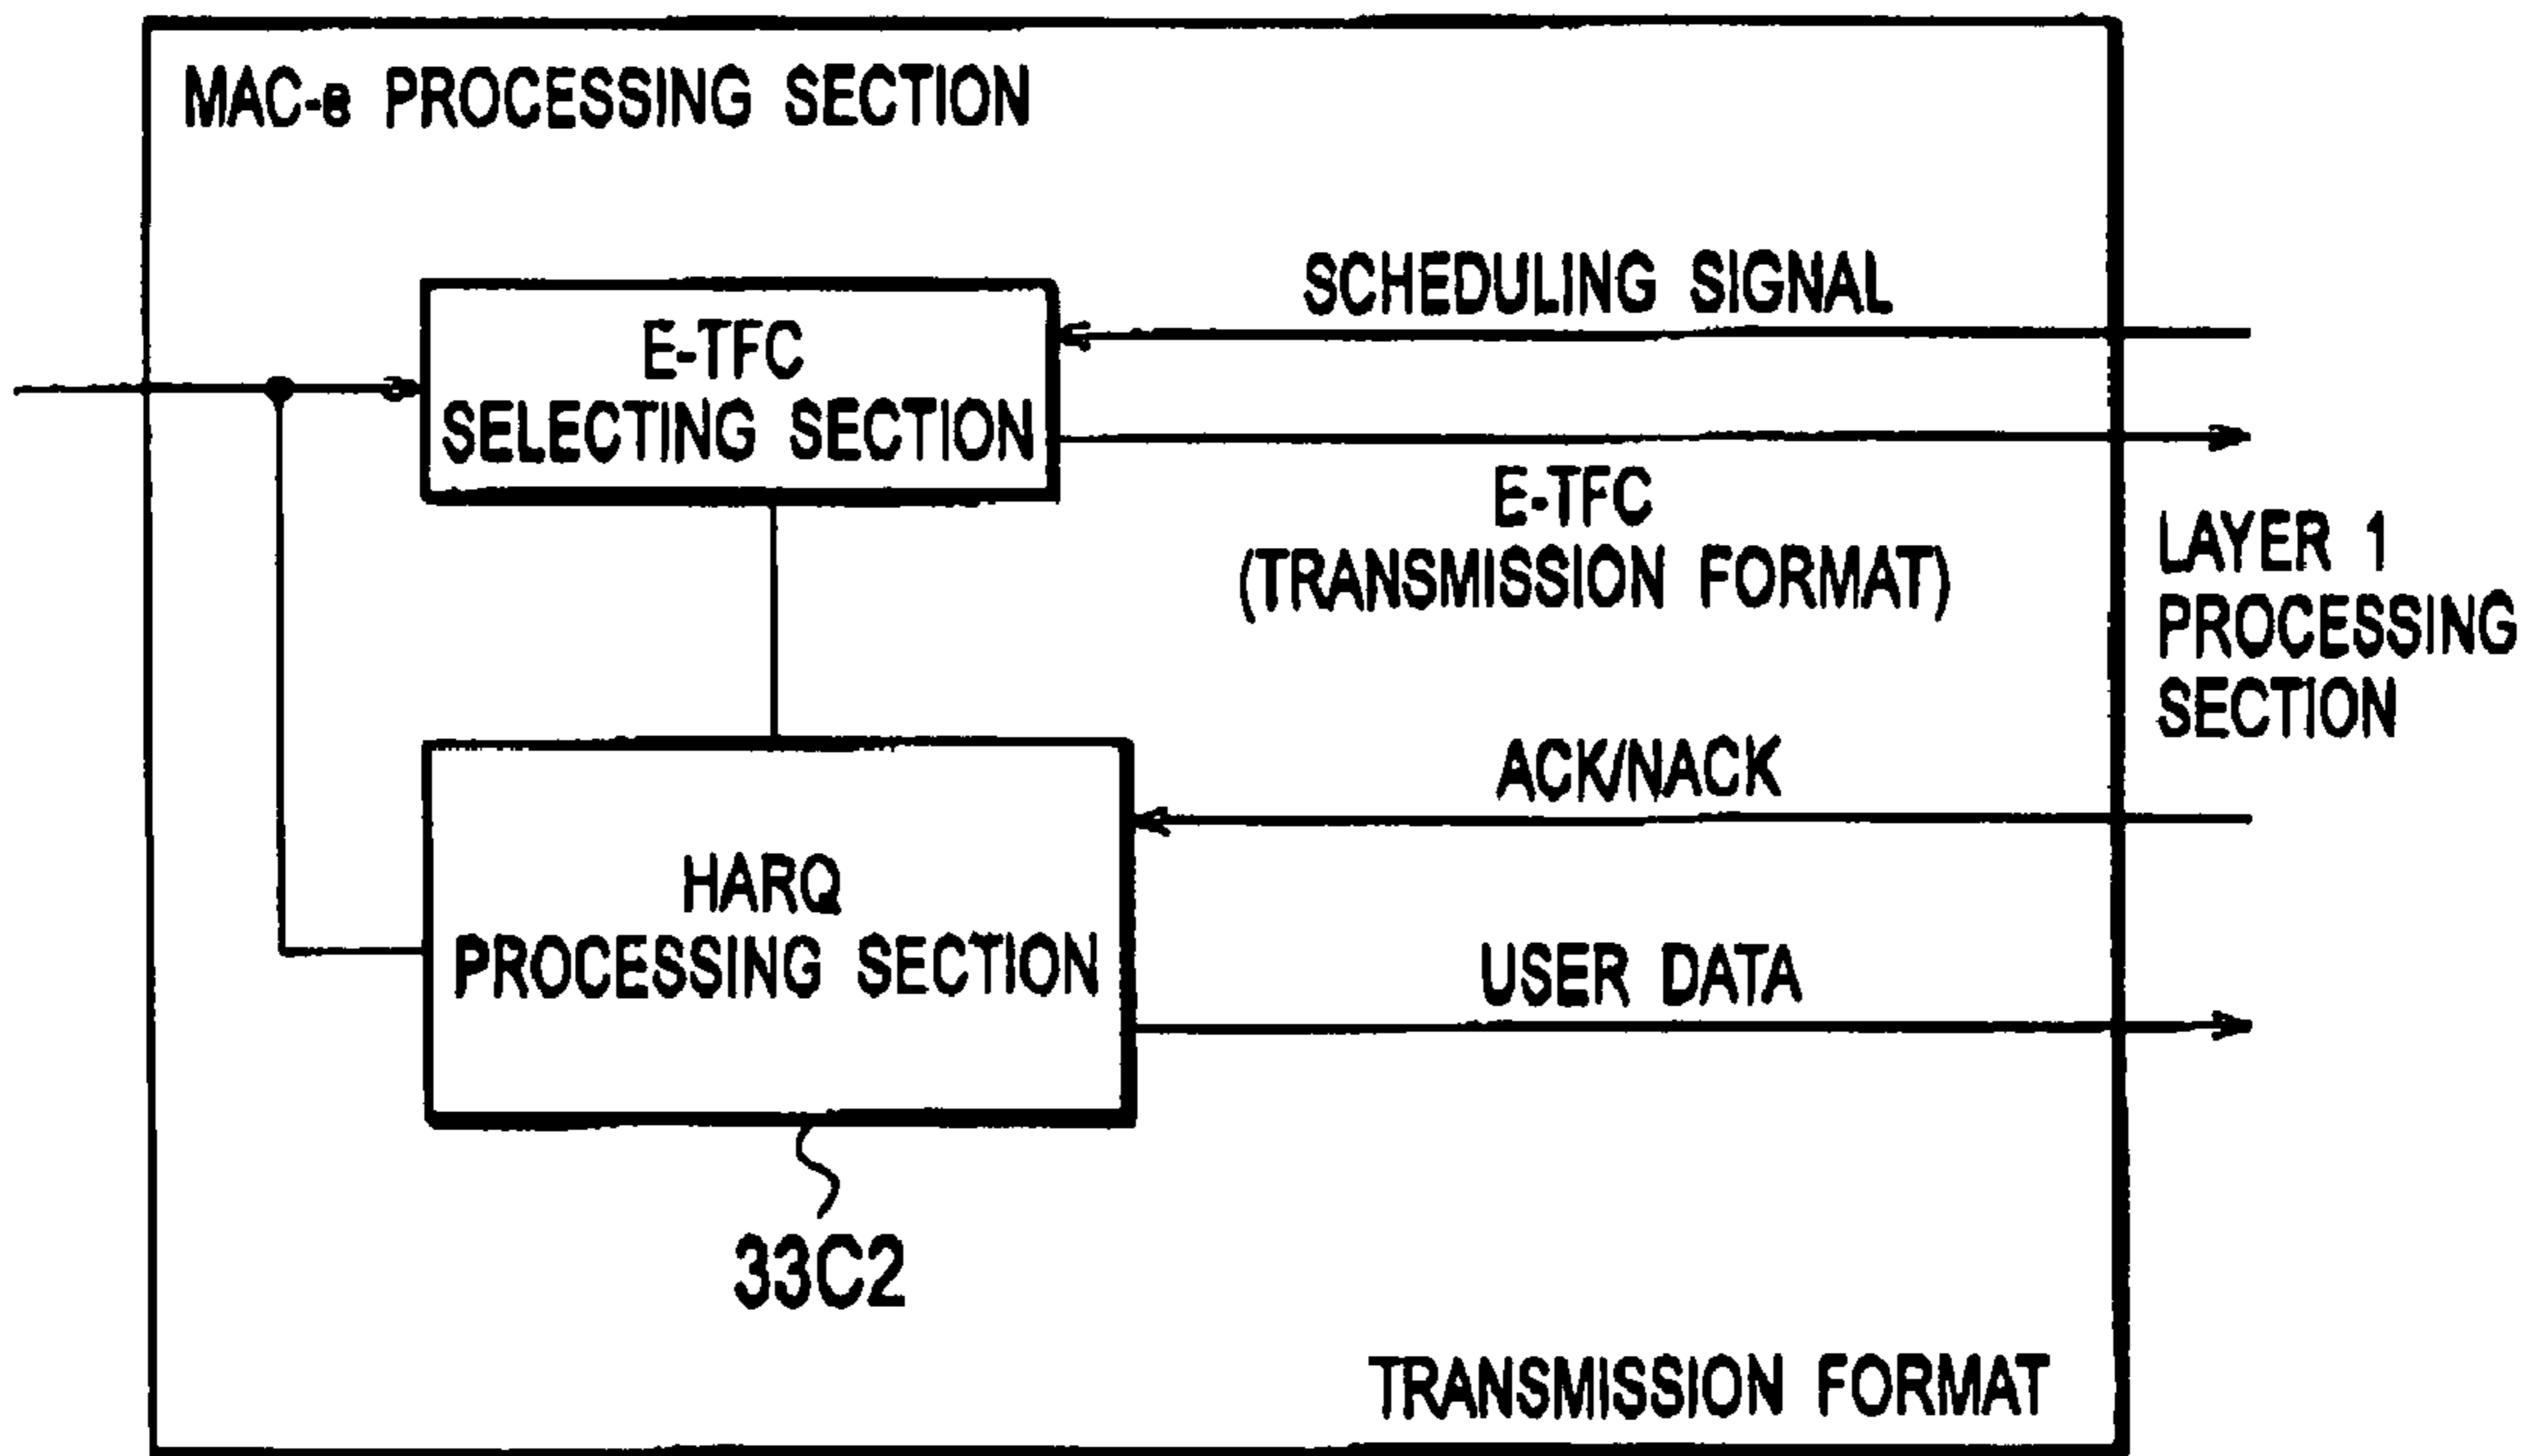 MAC-e PROCESSING SECTION
SCHEDULING SIGNAL
E-TFC
SELECTING SECTION
E-TFC
(TRANSMISSION FORMAT)
LAYER 1
PROCESSING
SECTION
ACK/NACK
HARQ
PROCESSING SECTION
USER DATA
33C2
TRANSMISSION FORMAT